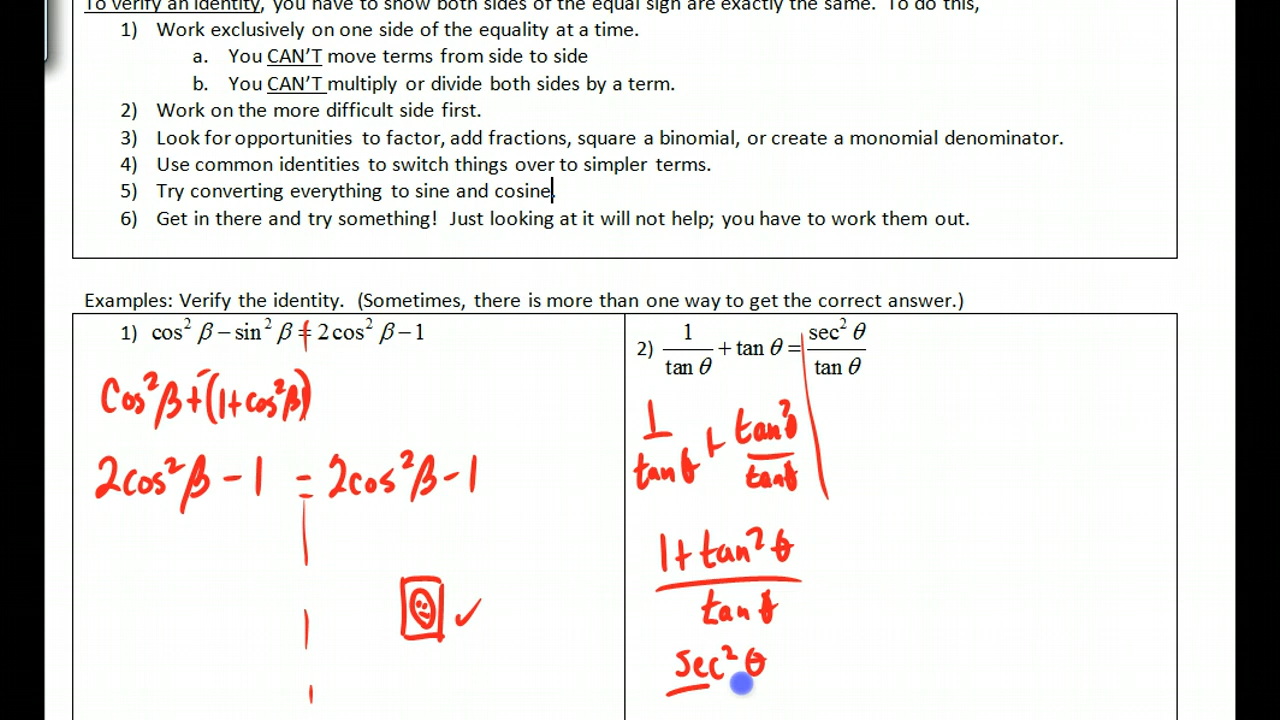 To verify an identity, you have to show both sides of the equal sign are exactly the same. To do this,
1) Work exclusively on one side of the equality at a time.
a. You CAN'T move terms from side to side
b. You CAN'T multiply or divide both sides by a term.
2) Work on the more difficult side first.
3) Look for opportunities to factor, add fractions, square a binomial, or create a monomial denominator.
4) Use common identities to switch things over to simpler terms.
5) Try converting everything to sine and cosine.
6) Get in there and try something! Just looking at it will not help; you have to work them out.
Examples: Verify the identity. (Sometimes, there is more than one way to get the correct answer.)
1) cos² β − sin² β = 2cos² β − 1
cos²β + (⁻1 + cos²β)
2cos²β − 1 = 2cos²β − 1
✓
2) 1/tan θ + tan θ = sec² θ/tan θ
1/tan θ + tan²θ/tan θ
1 + tan² θ
tan θ
sec² θ